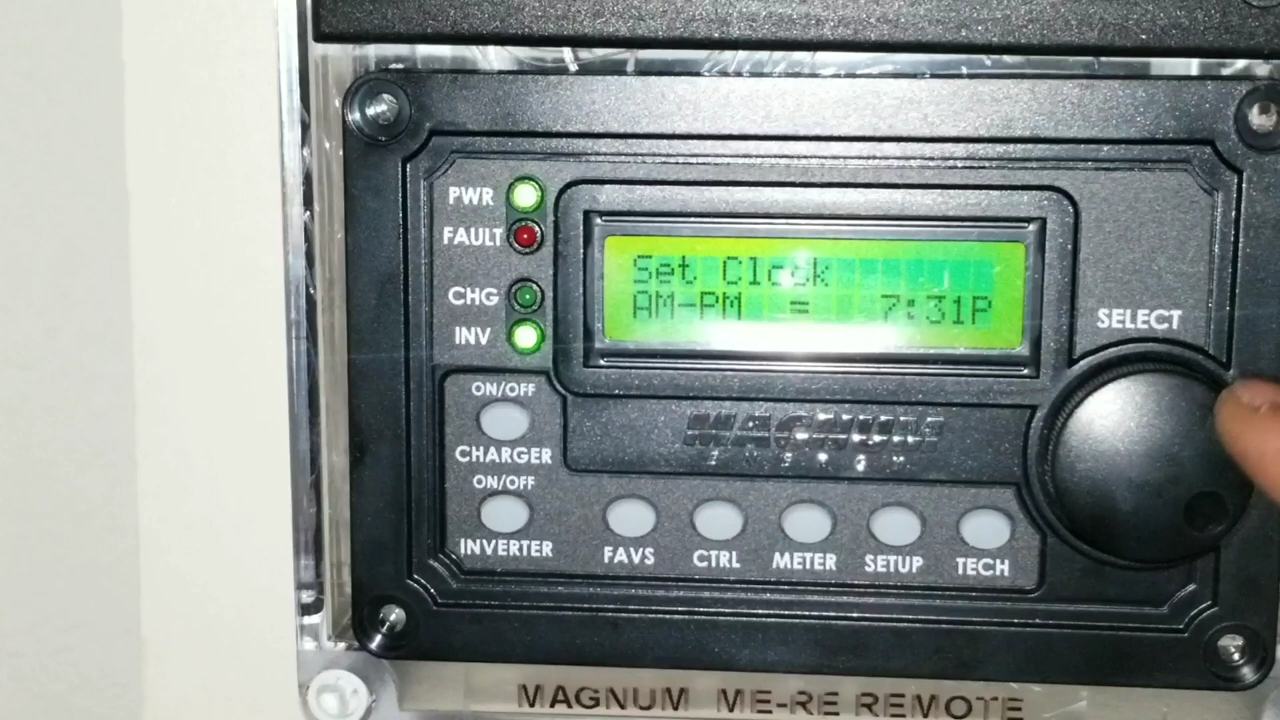 PWR
FAULT
CHG
INV
Set Clock
AM-PM = 7:31P
SELECT
ON/OFF
CHARGER
ON/OFF
INVERTER
MAGNUM
ENERGY
FAVS
CTRL
METER
SETUP
TECH
MAGNUM ME-RE REMOTE